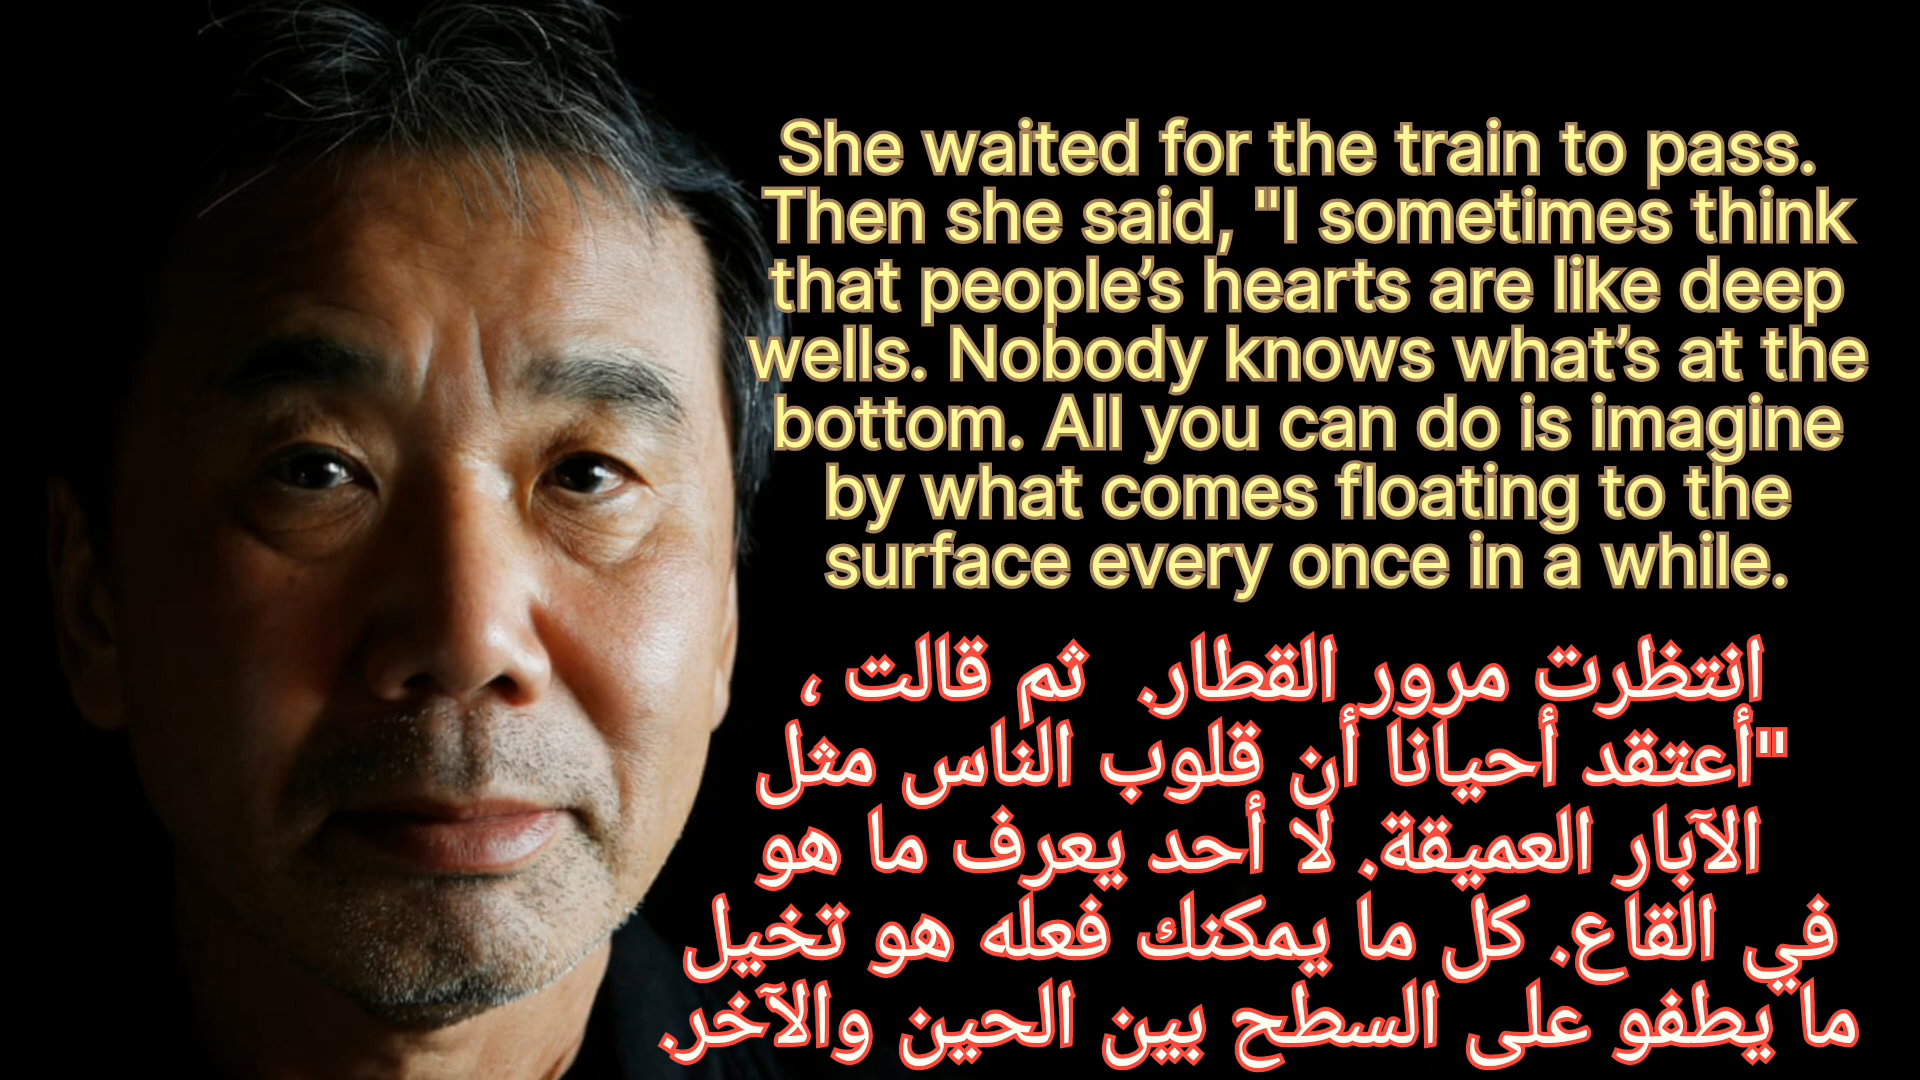 She waited for the train to pass.
Then she said, "I sometimes think
that people’s hearts are like deep
wells. Nobody knows what’s at the
bottom. All you can do is imagine
by what comes floating to the
surface every once in a while.
انتظرت مرور القطار.  ثم قالت ،
"أعتقد أحيانا أن قلوب الناس مثل
الآبار العميقة. لا أحد يعرف ما هو
في القاع. كل ما يمكنك فعله هو تخيل
ما يطفو على السطح بين الحين والآخر.